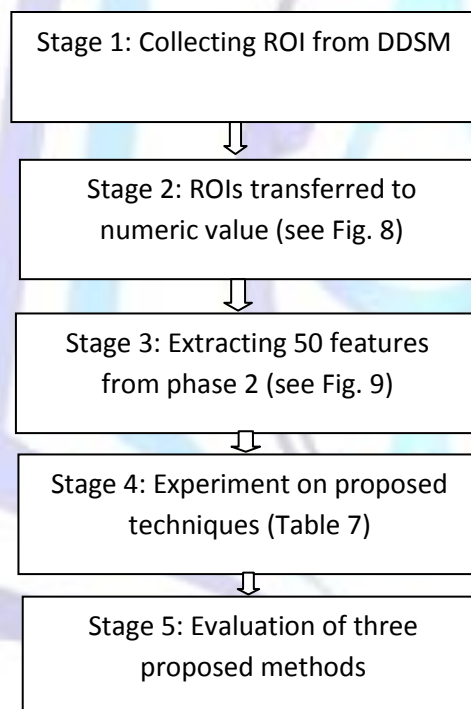 Stage 1: Collecting ROI from DDSM
Stage 2: ROIs transferred to
numeric value (see Fig. 8)
Stage 3: Extracting 50 features
from phase 2 (see Fig. 9)
Stage 4: Experiment on proposed
techniques (Table 7)
Stage 5: Evaluation of three
proposed methods